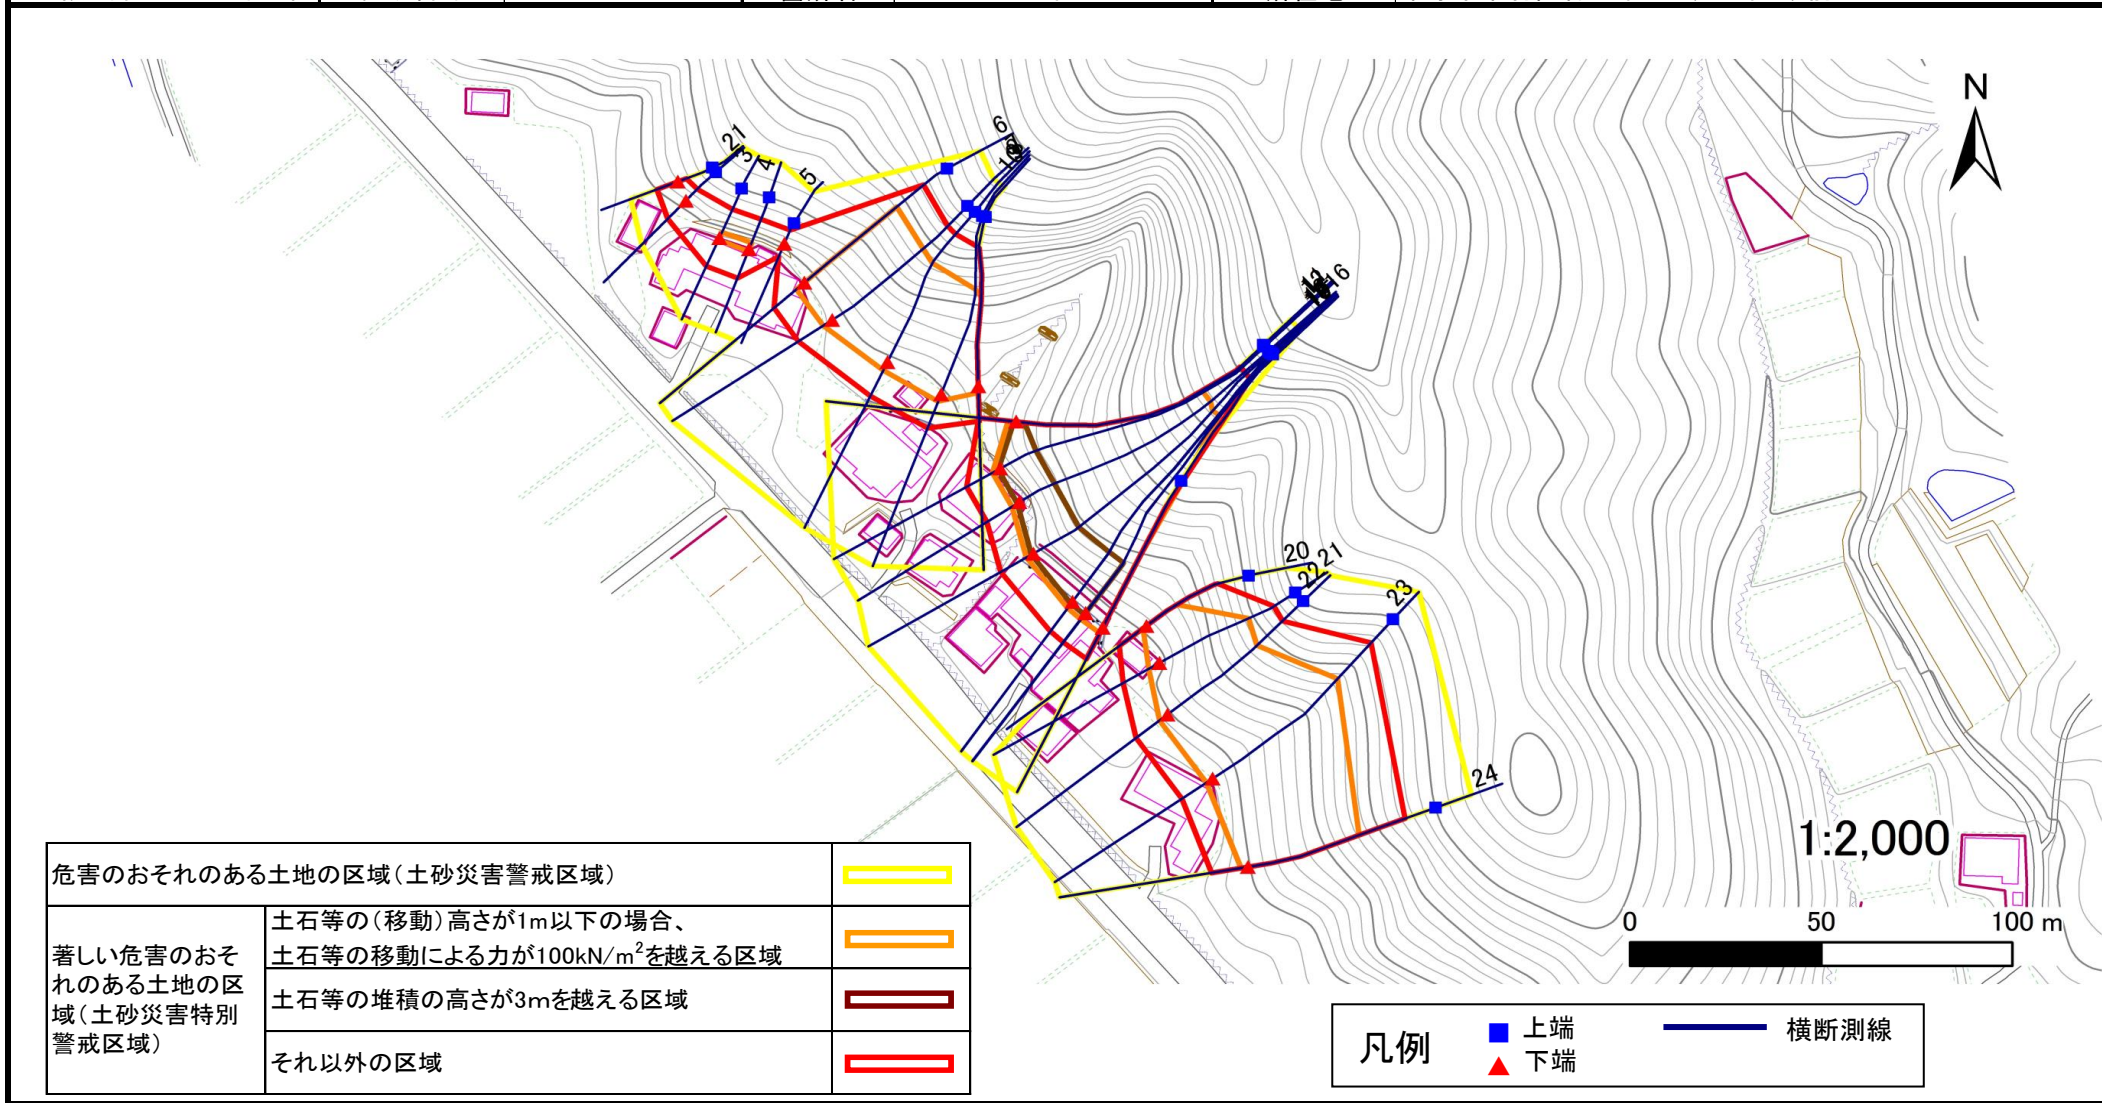 N
6
21
3
4
5
16
20
21
22
23
24
1:2,000
0 50 100 m
危害のおそれのある土地の区域(土砂災害警戒区域)
著しい危害のおそ
れのある土地の区
域(土砂災害特別
警戒区域)
土石等の(移動)高さが1m以下の場合、
土石等の移動による力が100kN/m²を越える区域
土石等の堆積の高さが3mを越える区域
それ以外の区域
凡例
上端
下端
横断測線